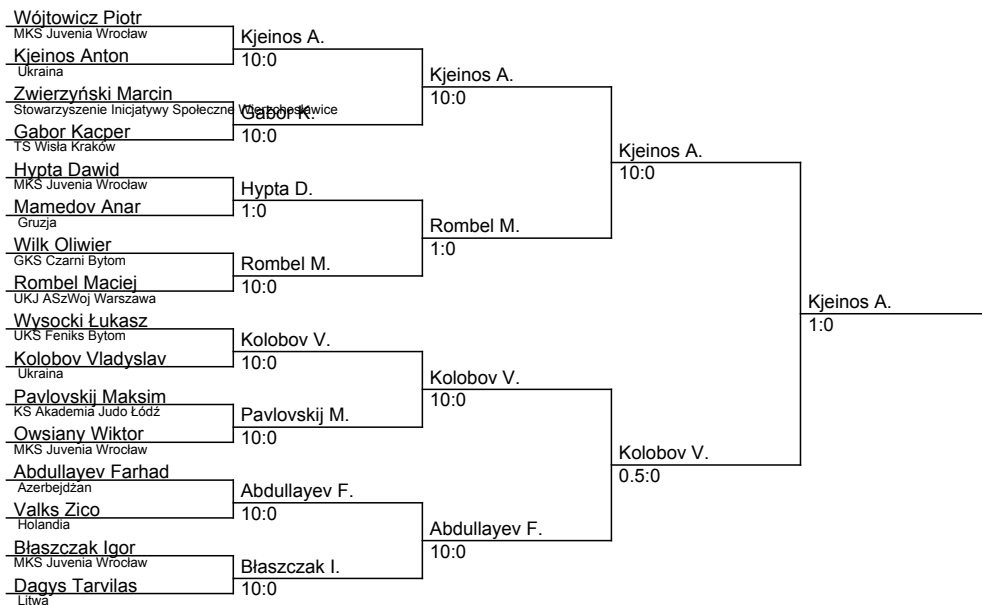 Wójtowicz Piotr
MKS Juvenia Wrocław
Kjeinos Anton
Ukraina
Zwierzyński Marcin
Stowarzyszenie Inicjatywy Społeczne Wierzchosławice
Gabor Kacper
TS Wisła Kraków
Hypta Dawid
MKS Juvenia Wrocław
Mamedov Anar
Gruzja
Wilk Oliwier
GKS Czarni Bytom
Rombel Maciej
UKJ ASzWoj Warszawa
Wysocki Łukasz
UKS Feniks Bytom
Kolobov Vladyslav
Ukraina
Pavlovskij Maksim
KS Akademia Judo Łódź
Owsiany Wiktor
MKS Juvenia Wrocław
Abdullayev Farhad
Azerbejdżan
Valks Zico
Holandia
Błaszczak Igor
MKS Juvenia Wrocław
Dagys Tarvilas
Litwa
Kjeinos A.
10:0
Gabor K.
10:0
Hypta D.
1:0
Rombel M.
10:0
Kolobov V.
10:0
Pavlovskij M.
10:0
Abdullayev F.
10:0
Błaszczak I.
10:0
Kjeinos A.
10:0
Rombel M.
1:0
Kolobov V.
10:0
Abdullayev F.
10:0
Kjeinos A.
10:0
Kolobov V.
0.5:0
Kjeinos A.
1:0